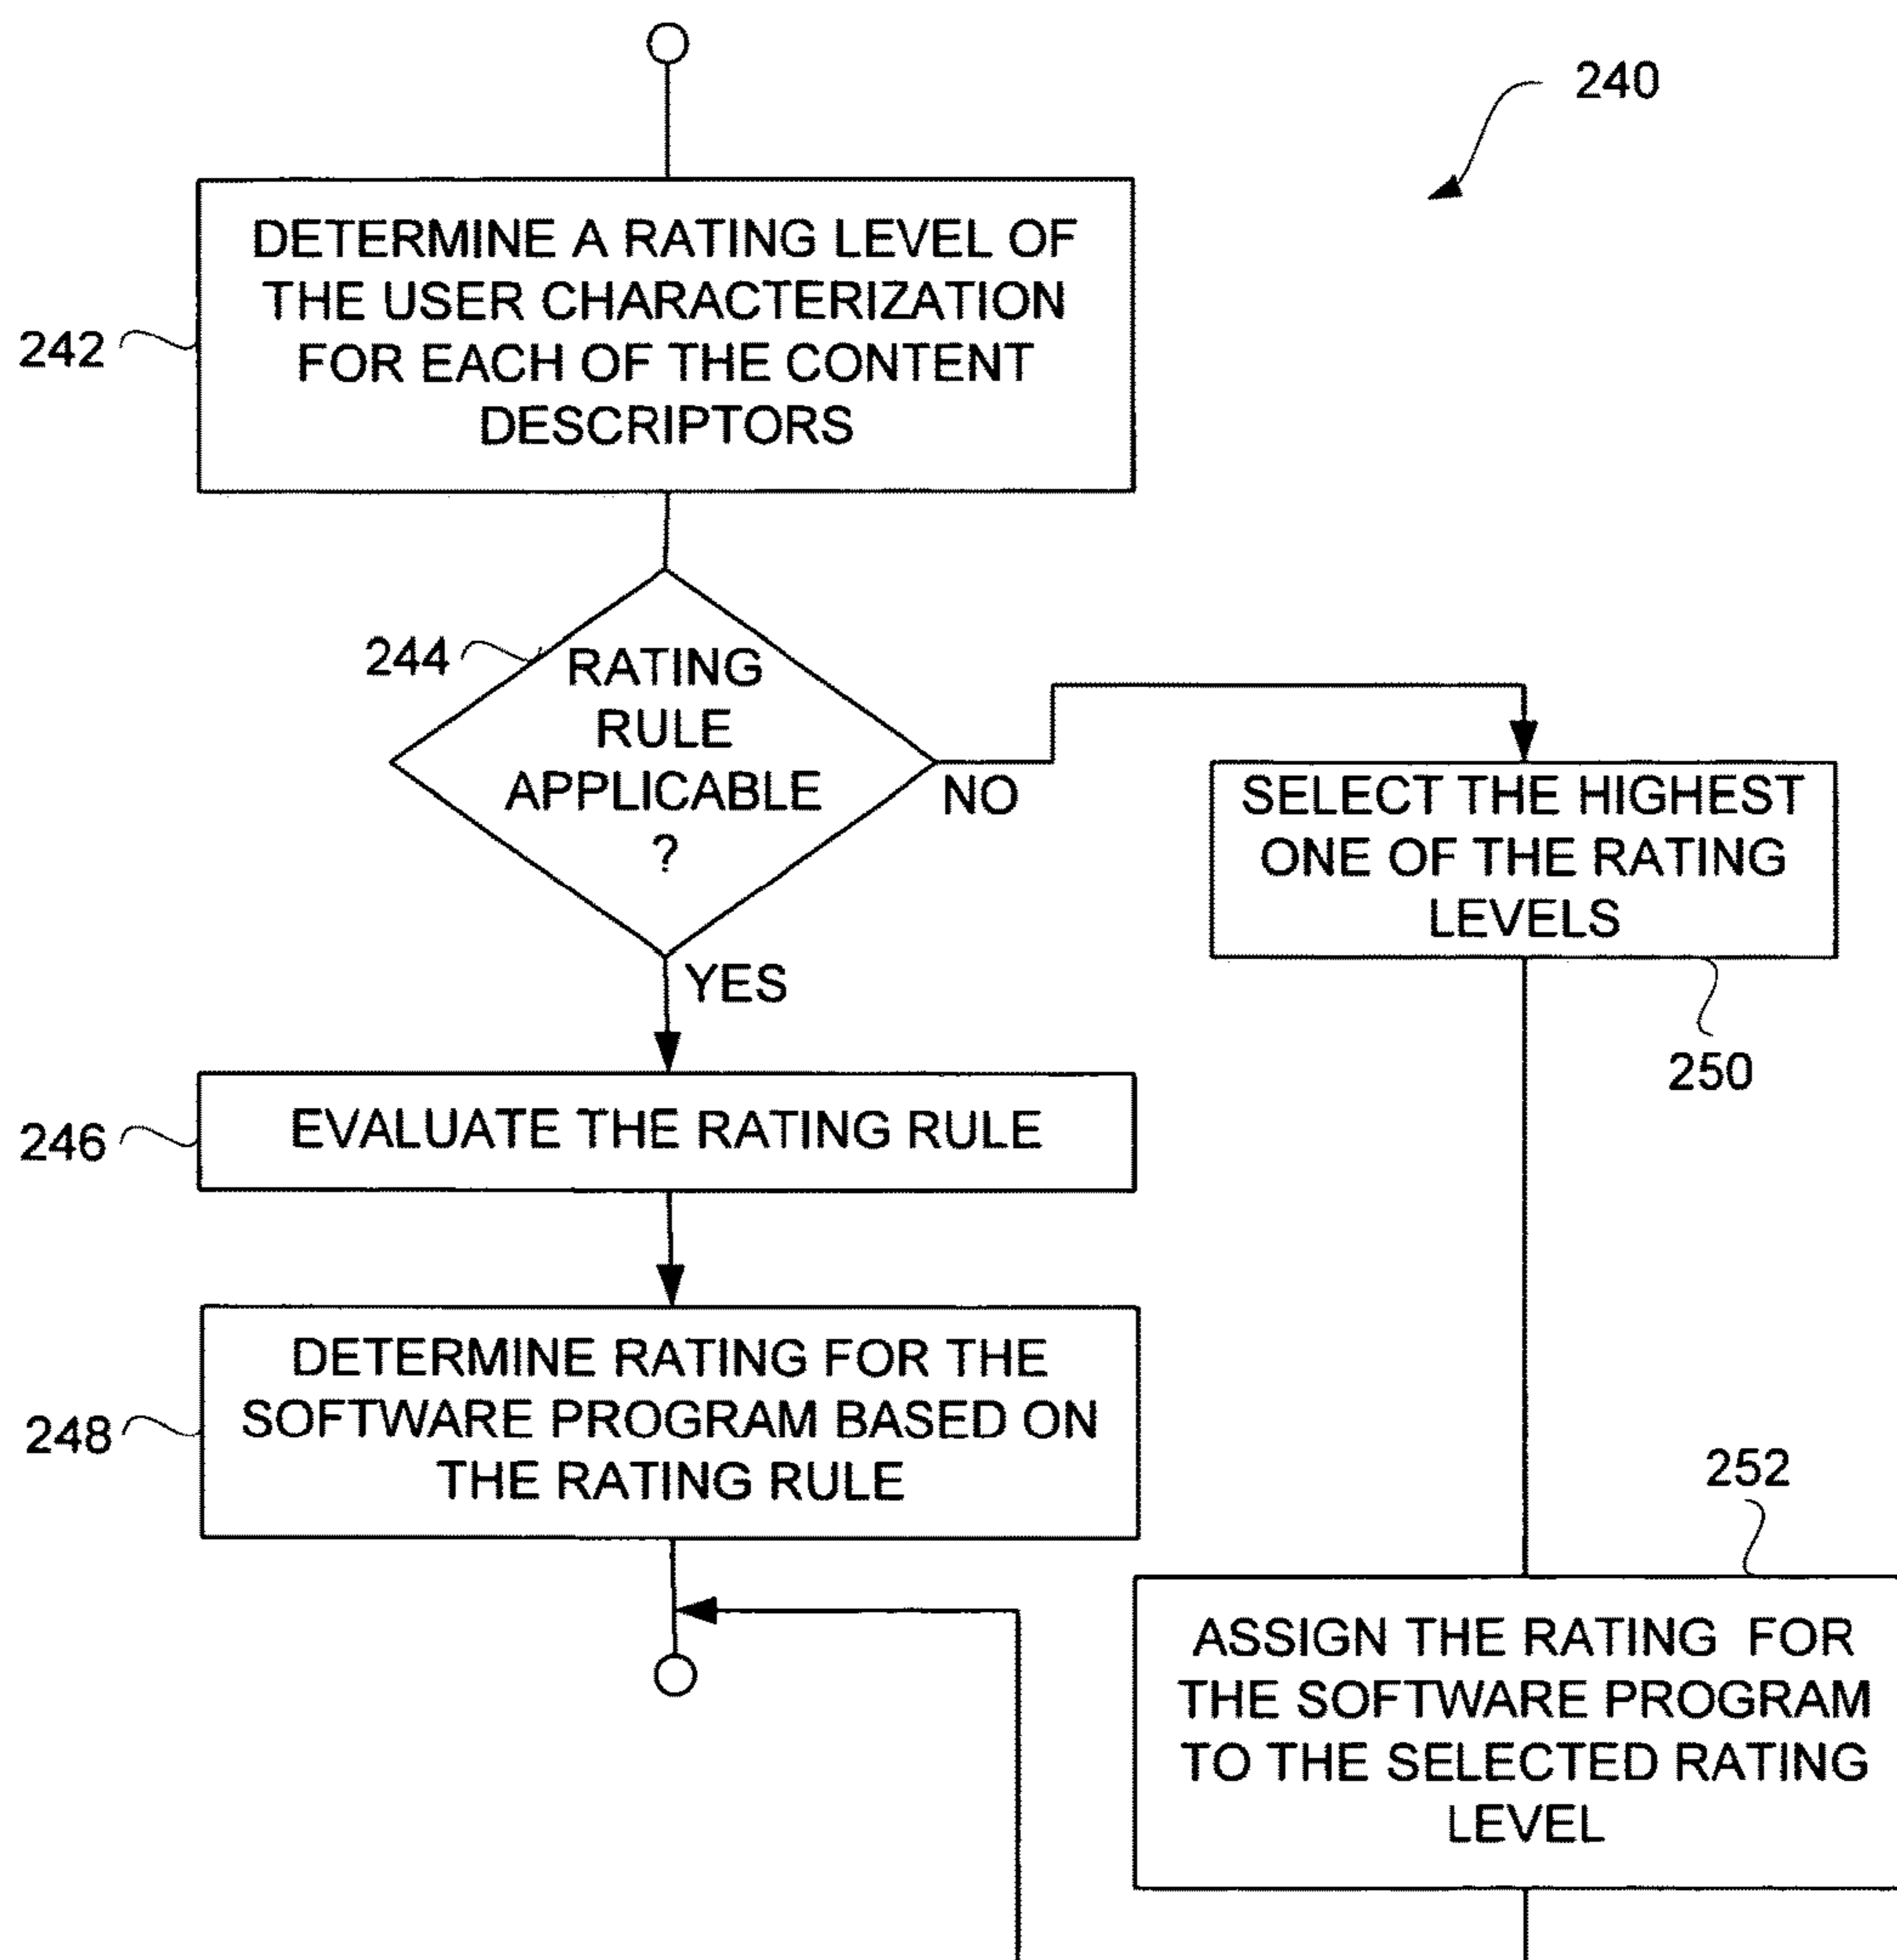 240
DETERMINE A RATING LEVEL OF
THE USER CHARACTERIZATION
FOR EACH OF THE CONTENT
DESCRIPTORS
242
244
RATING
RULE
APPLICABLE
?
NO
YES
SELECT THE HIGHEST
ONE OF THE RATING
LEVELS
250
246
EVALUATE THE RATING RULE
248
DETERMINE RATING FOR THE
SOFTWARE PROGRAM BASED ON
THE RATING RULE
252
ASSIGN THE RATING FOR
THE SOFTWARE PROGRAM
TO THE SELECTED RATING
LEVEL